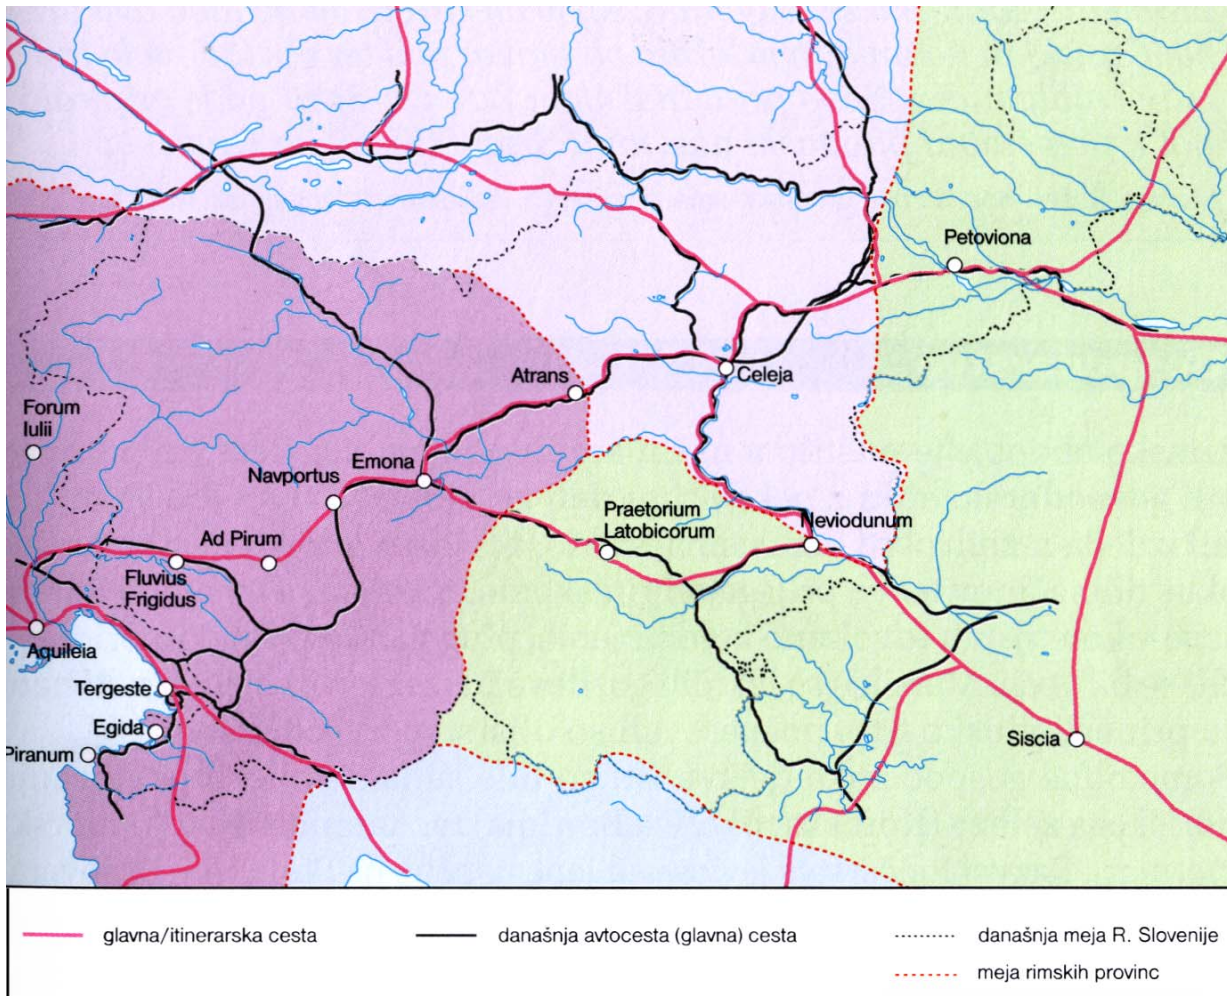 Petoviona
Atrans
Celeja
Forum
Iulii
Emona
Navportus
Praetorium
Latobicorum
Neviodunum
Ad Pirum
Fluvius
Frigidus
Aquileia
Tergeste
Egida
Piranum
Siscia
glavna/itinerarska cesta
današnja avtocesta (glavna) cesta
današnja meja R. Slovenije
meja rimskih provinc